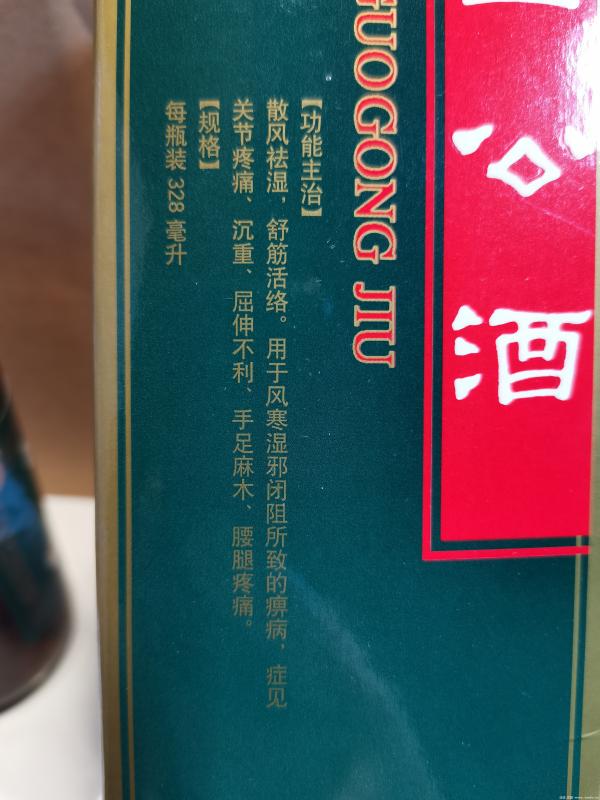 公酒
GUOGONG JIU
【功能主治】
散风祛湿，舒筋活络。用于风寒湿邪闭阻所致的痹病，症见
关节疼痛、沉重、屈伸不利、手足麻木、腰腿疼痛。
【规格】
每瓶装 328 毫升